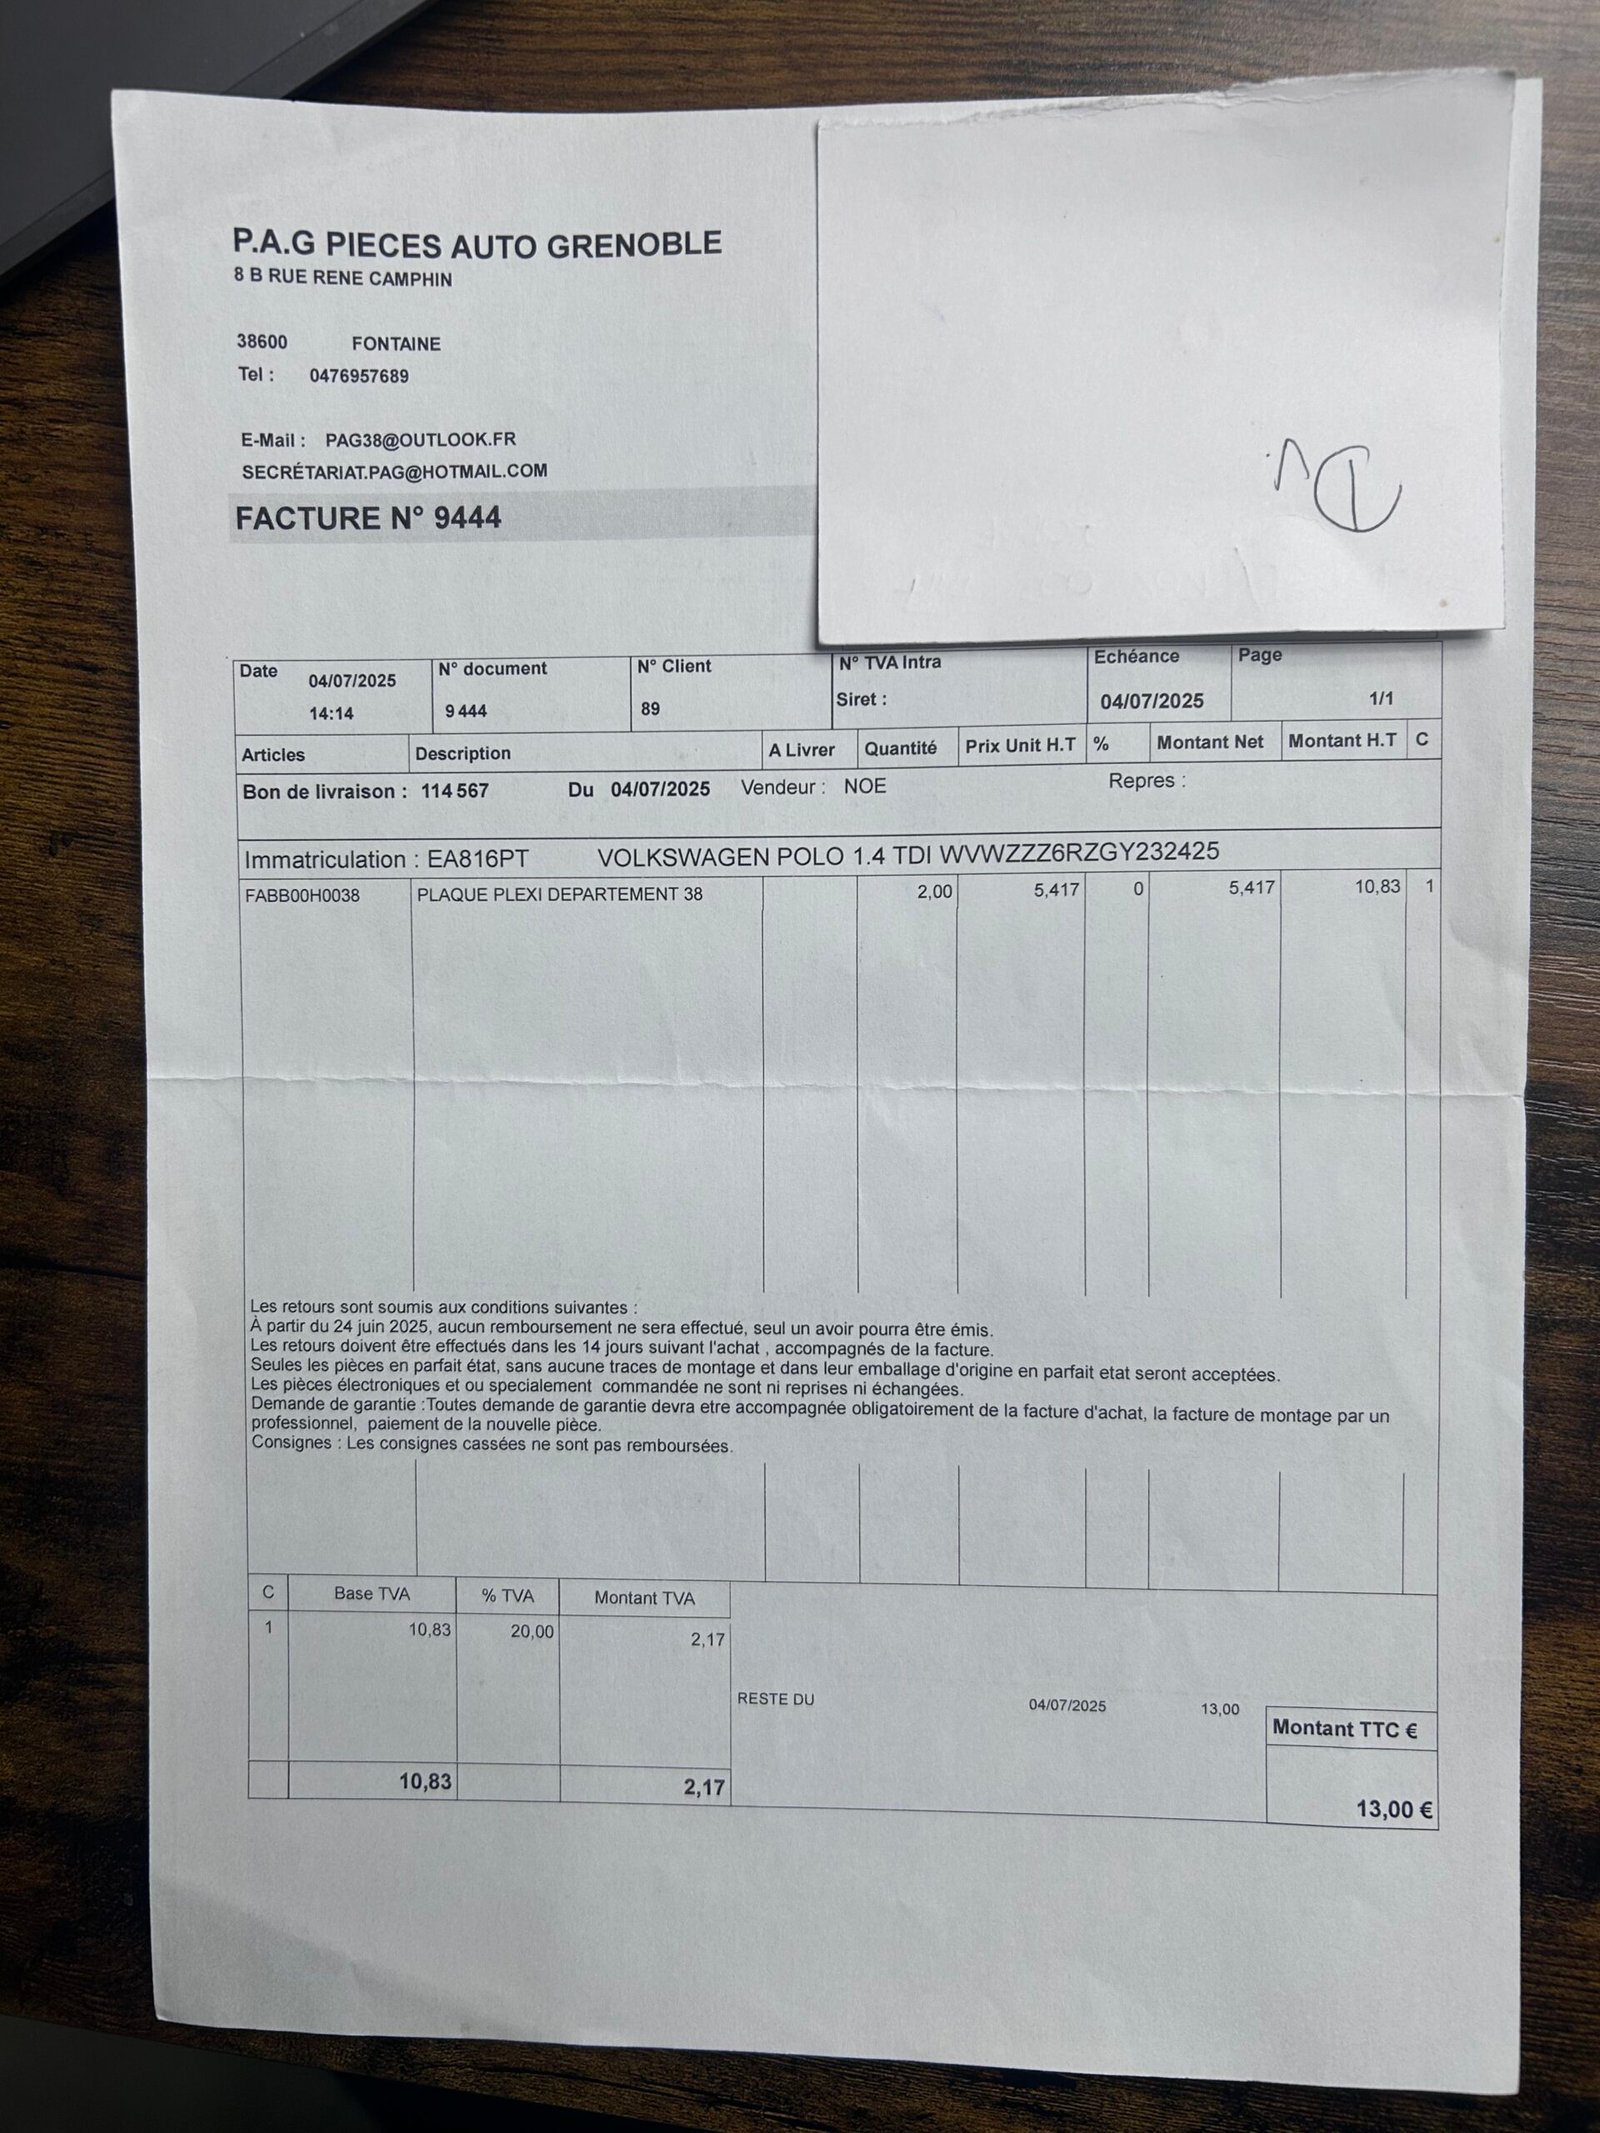 P.A.G PIECES AUTO GRENOBLE
8 B RUE RENE CAMPHIN
38600 FONTAINE
Tel : 0476957689
E-Mail : PAG38@OUTLOOK.FR
SECRÉTARIAT.PAG@HOTMAIL.COM
FACTURE N° 9444
Date 04/07/2025 14:14
N° document 9 444
N° Client 89
N° TVA Intra
Siret :
Echéance 04/07/2025
Page 1/1
Articles Description A Livrer Quantité Prix Unit H.T % Montant Net Montant H.T C
Bon de livraison : 114 567 Du 04/07/2025 Vendeur : NOE Repres :
Immatriculation : EA816PT VOLKSWAGEN POLO 1.4 TDI WVWZZZ6RZGY232425
FABB00H0038 PLAQUE PLEXI DEPARTEMENT 38 2,00 5,417 0 5,417 10,83 1
Les retours sont soumis aux conditions suivantes :
À partir du 24 juin 2025, aucun remboursement ne sera effectué, seul un avoir pourra être émis.
Les retours doivent être effectués dans les 14 jours suivant l'achat , accompagnés de la facture.
Seules les pièces en parfait état, sans aucune traces de montage et dans leur emballage d'origine en parfait etat seront acceptées.
Les pièces électroniques et ou specialement commandée ne sont ni reprises ni échangées.
Demande de garantie :Toutes demande de garantie devra etre accompagnée obligatoirement de la facture d'achat, la facture de montage par un
professionnel, paiement de la nouvelle pièce.
Consignes : Les consignes cassées ne sont pas remboursées.
C Base TVA % TVA Montant TVA
1 10,83 20,00 2,17
RESTE DU 04/07/2025 13,00
Montant TTC €
10,83 2,17
13,00 €